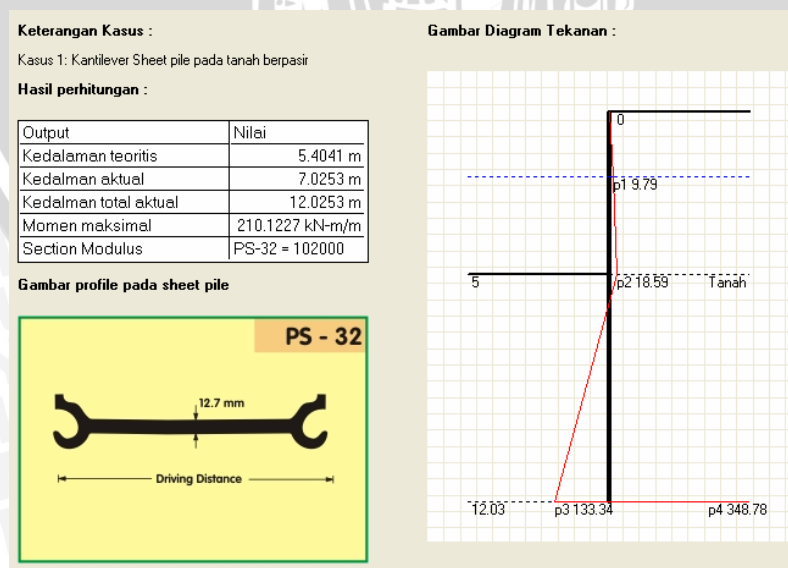 Keterangan Kasus :
Kasus 1: Kantilever Sheet pile pada tanah berpasir
Hasil perhitungan :
Output Nilai
Kedalaman teoritis 5.4041 m
Kedalman aktual 7.0253 m
Kedalman total aktual 12.0253 m
Momen maksimal 210.1227 kN-m/m
Section Modulus PS-32 = 102000
Gambar profile pada sheet pile
PS - 32
12.7 mm
Driving Distance
Gambar Diagram Tekanan :
0
p1 9.79
5 p2 18.59 Tanah
12.03 p3 133.34 p4 348.78